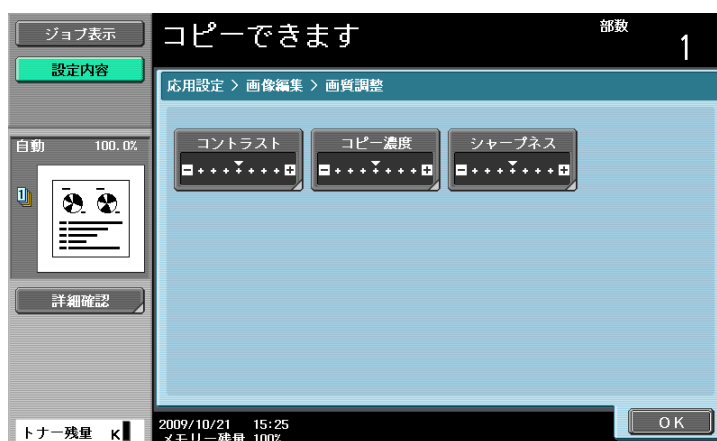 ジョブ表示
設定内容
自動 100.0%
1
詳細確認
トナー残量 K
コピーできます
部数
1
応用設定 > 画像編集 > 画質調整
コントラスト
コピー濃度
シャープネス
2009/10/21 15:25
メモリー残量 100%
OK